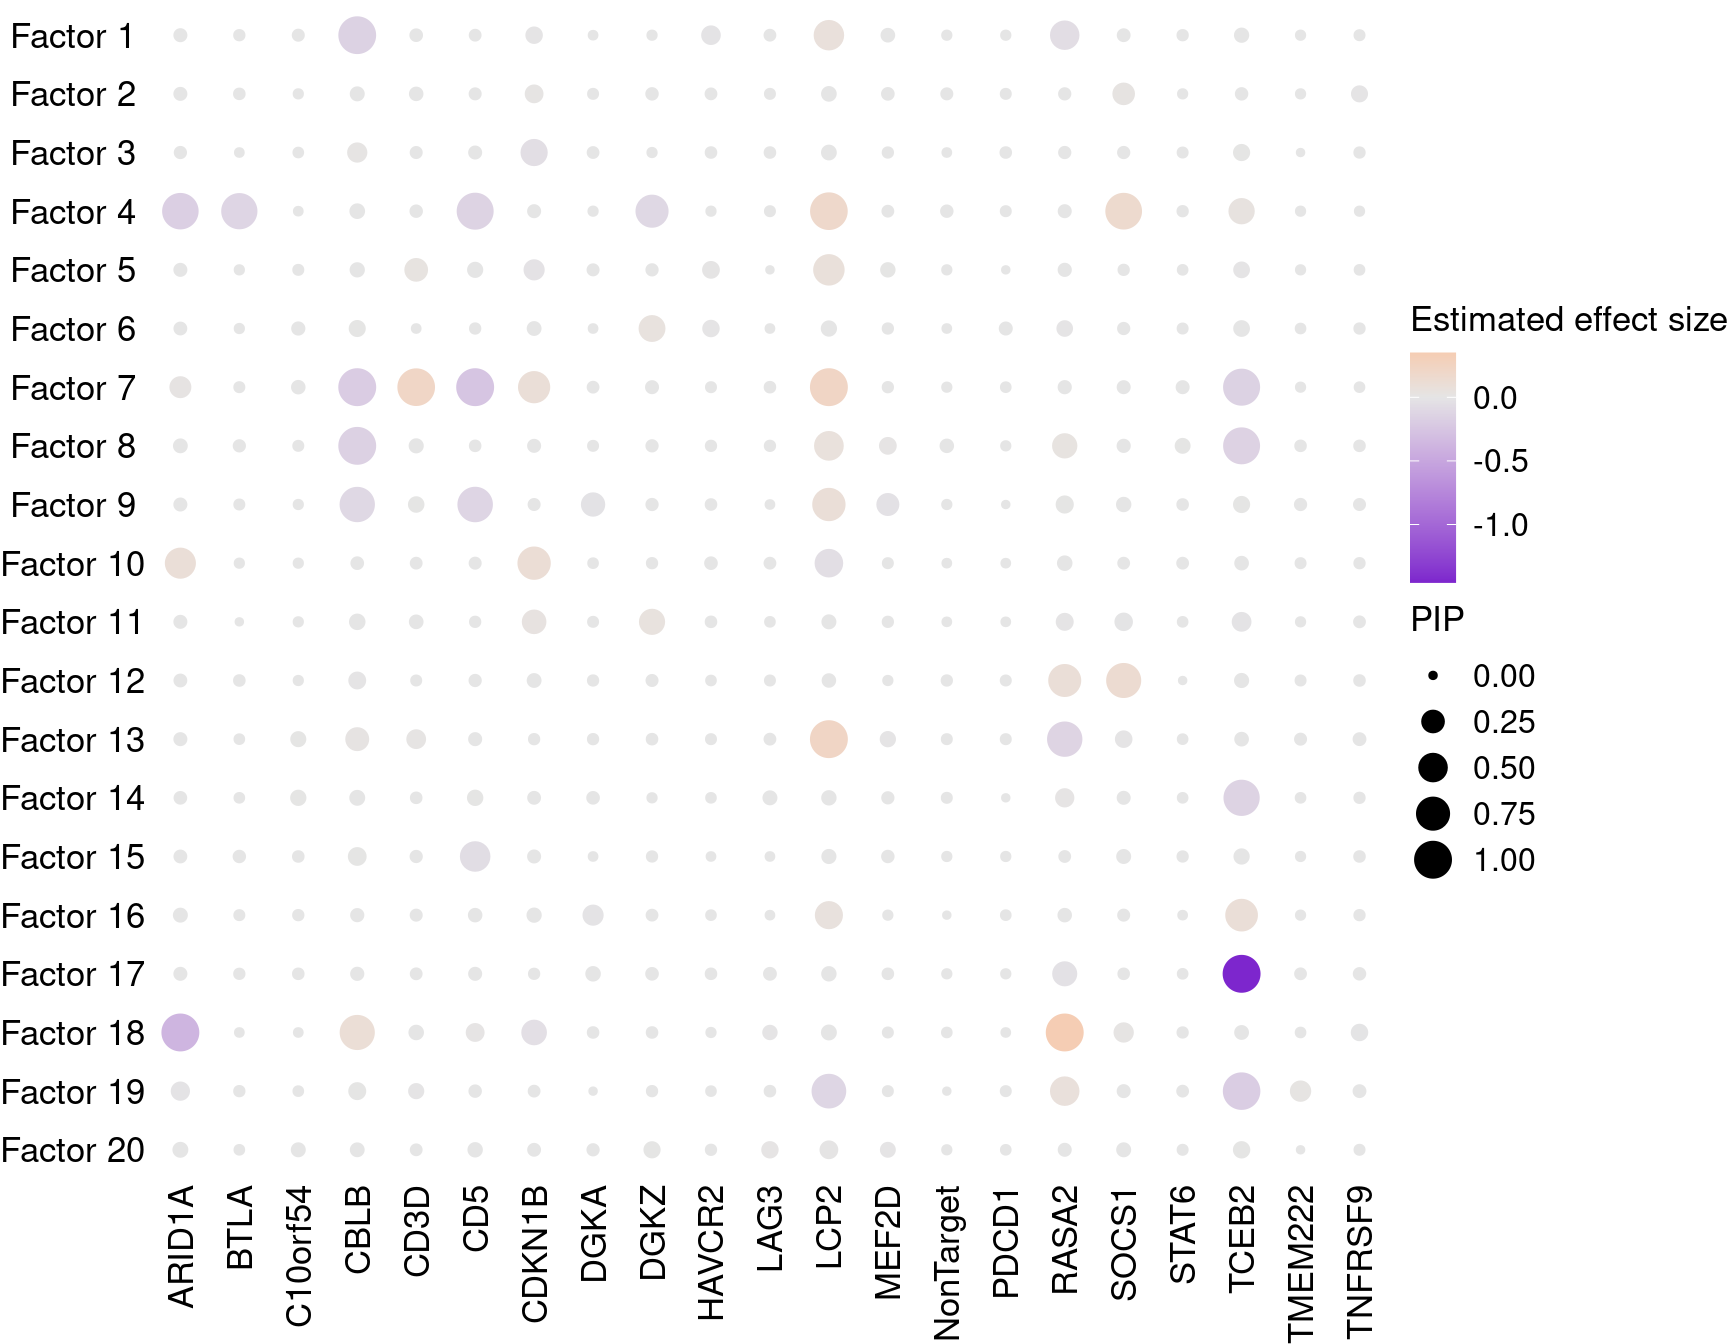 Factor 1
Factor 2
Factor 3
Factor 4
Factor 5
Factor 6
Factor 7
Factor 8
Factor 9
Factor 10
Factor 11
Factor 12
Factor 13
Factor 14
Factor 15
Factor 16
Factor 17
Factor 18
Factor 19
Factor 20
ARID1A
BTLA
C10orf54
CBLB
CD3D
CD5
CDKN1B
DGKA
DGKZ
HAVCR2
LAG3
LCP2
MEF2D
NonTarget
PDCD1
RASA2
SOCS1
STAT6
TCEB2
TMEM222
TNFRSF9
Estimated effect size
0.0
-0.5
-1.0
PIP
0.00
0.25
0.50
0.75
1.00